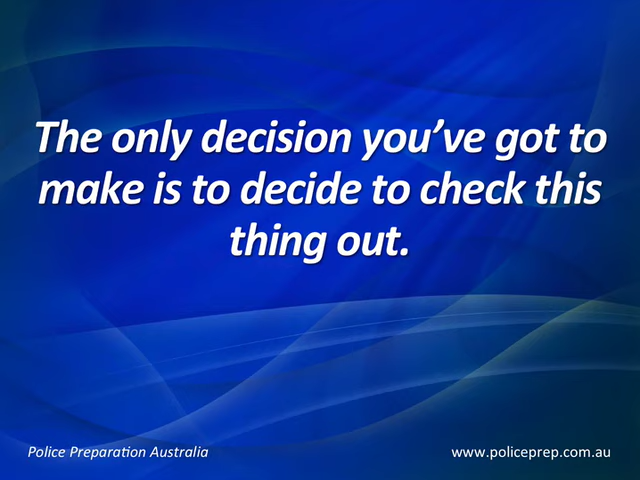 The only decision you’ve got to
make is to decide to check this
thing out.
Police Preparation Australia
www.policeprep.com.au